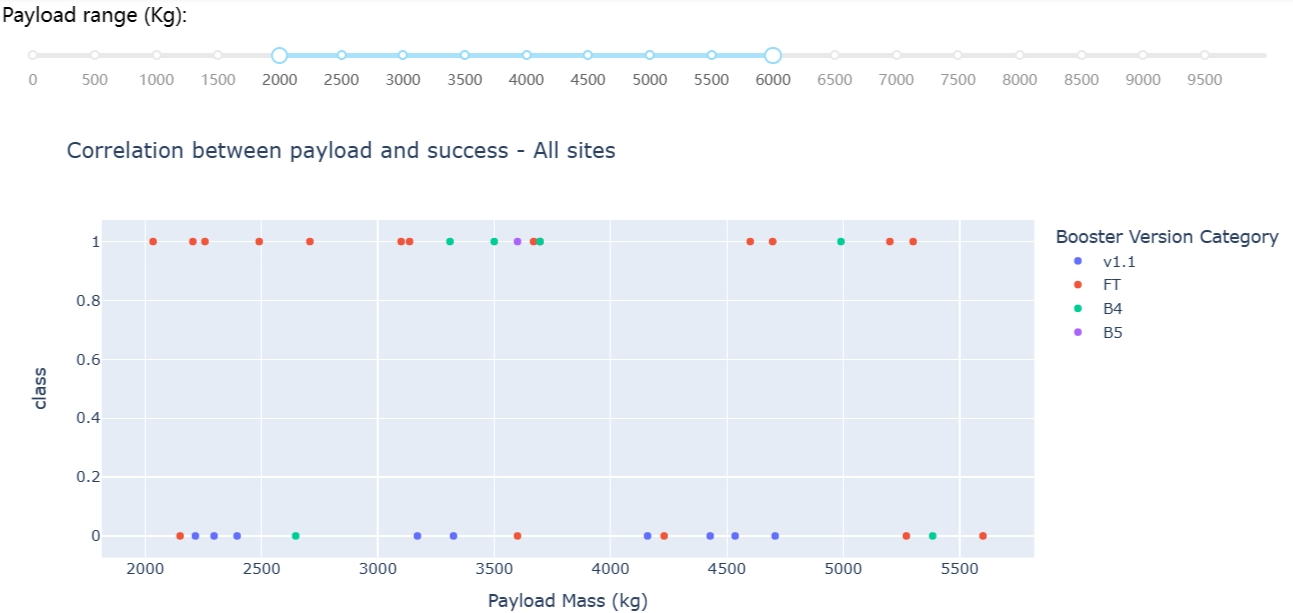 Payload range (Kg):
0 500 1000 1500 2000 2500 3000 3500 4000 4500 5000 5500 6000 6500 7000 7500 8000 8500 9000 9500
Correlation between payload and success - All sites
Booster Version Category
v1.1
FT
B4
B5
1
0.8
0.6
0.4
0.2
0
class
2000 2500 3000 3500 4000 4500 5000 5500
Payload Mass (kg)